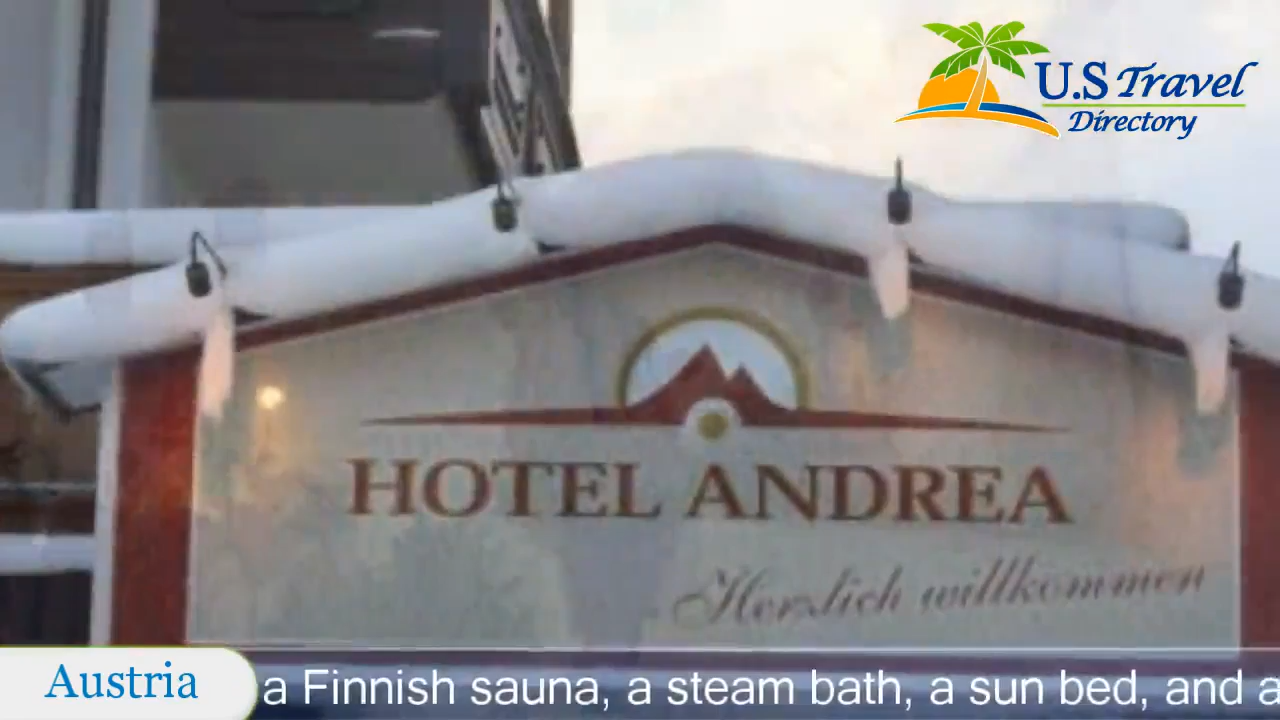 U.S Travel
Directory
HOTEL ANDREA
Herzlich willkommen
Austria
a Finnish sauna, a steam bath, a sun bed, and a